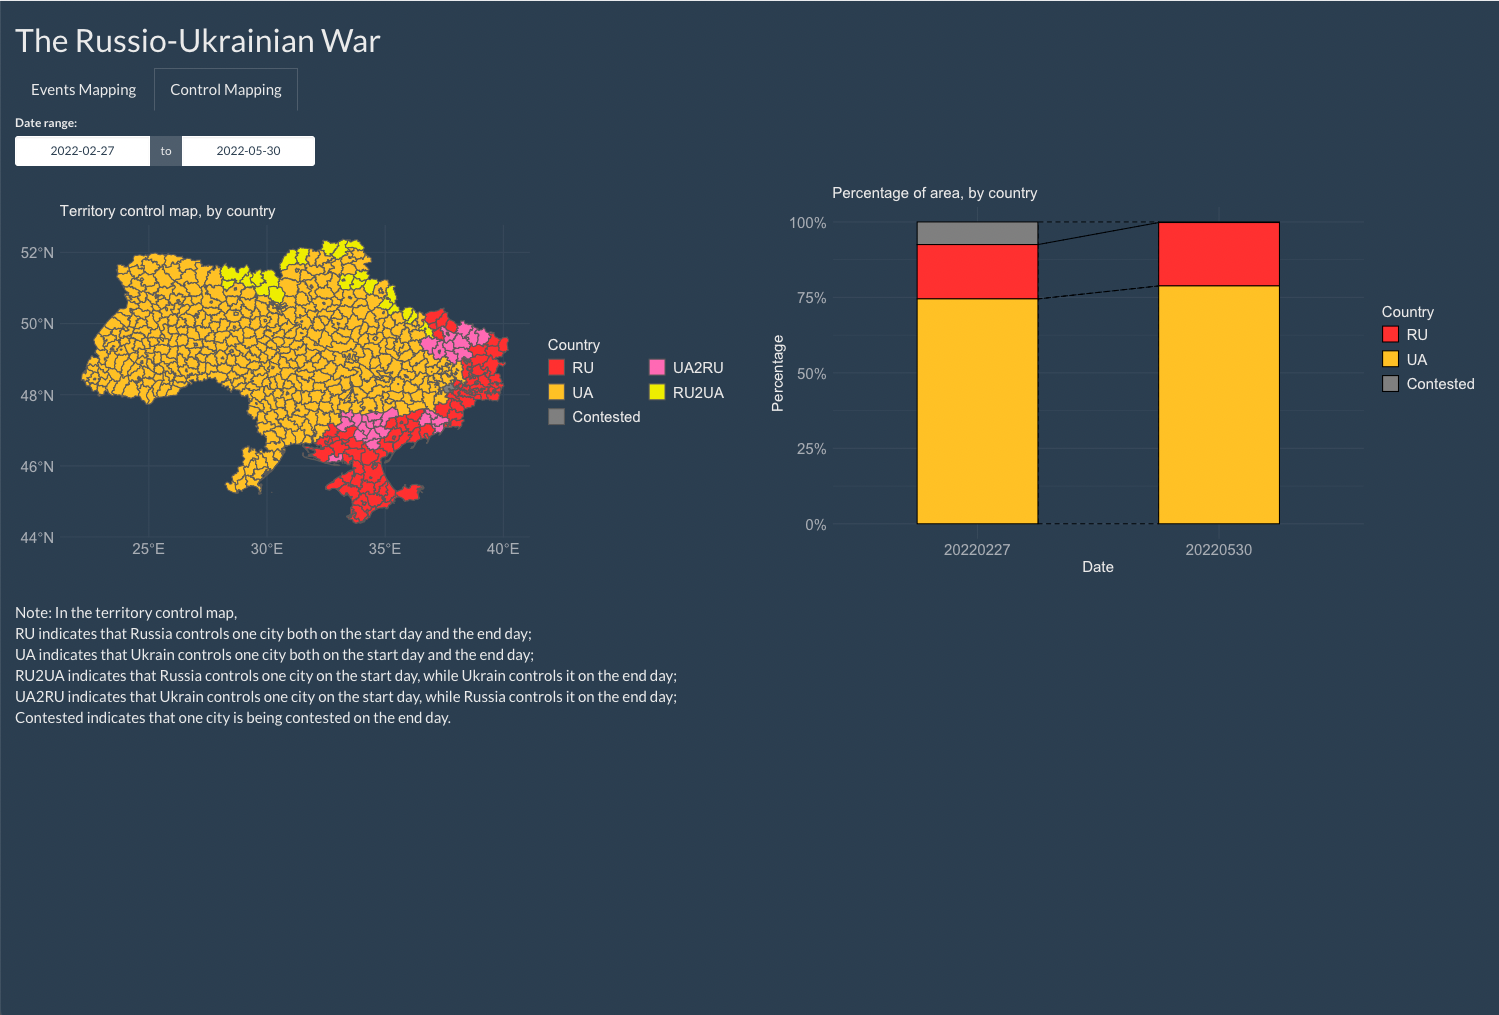 The Russio-Ukrainian War
Events Mapping
Control Mapping
Date range:
2022-02-27 to 2022-05-30
Territory control map, by country
52°N
50°N
48°N
46°N
44°N
25°E
30°E
35°E
40°E
Country
RU
UA
Contested
UA2RU
RU2UA
Percentage of area, by country
Percentage
100%
75%
50%
25%
0%
20220227
20220530
Date
Country
RU
UA
Contested
Note: In the territory control map,
RU indicates that Russia controls one city both on the start day and the end day;
UA indicates that Ukrain controls one city both on the start day and the end day;
RU2UA indicates that Russia controls one city on the start day, while Ukrain controls it on the end day;
UA2RU indicates that Ukrain controls one city on the start day, while Russia controls it on the end day;
Contested indicates that one city is being contested on the end day.